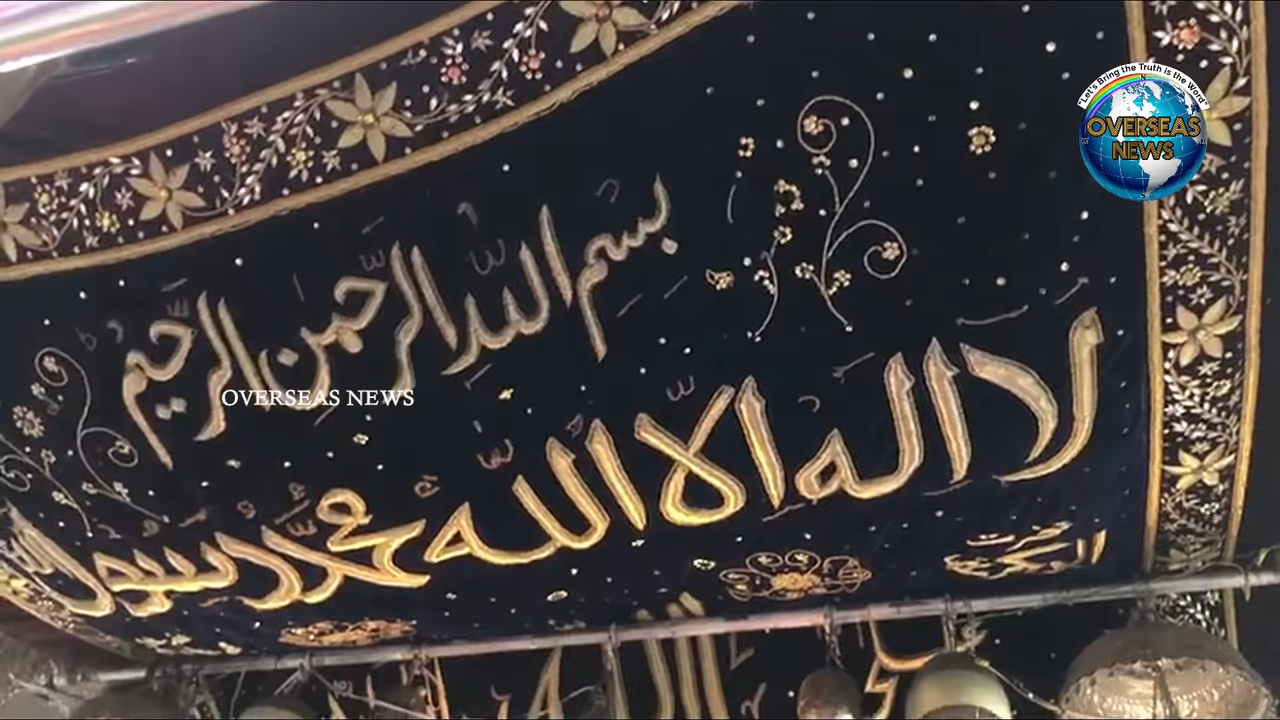 "Let's Bring the Truth is the Word"
OVERSEAS
NEWS
بسم الله الرحمن الرحيم
OVERSEAS NEWS
لا اله الا الله محمد رسول الله
حضرت